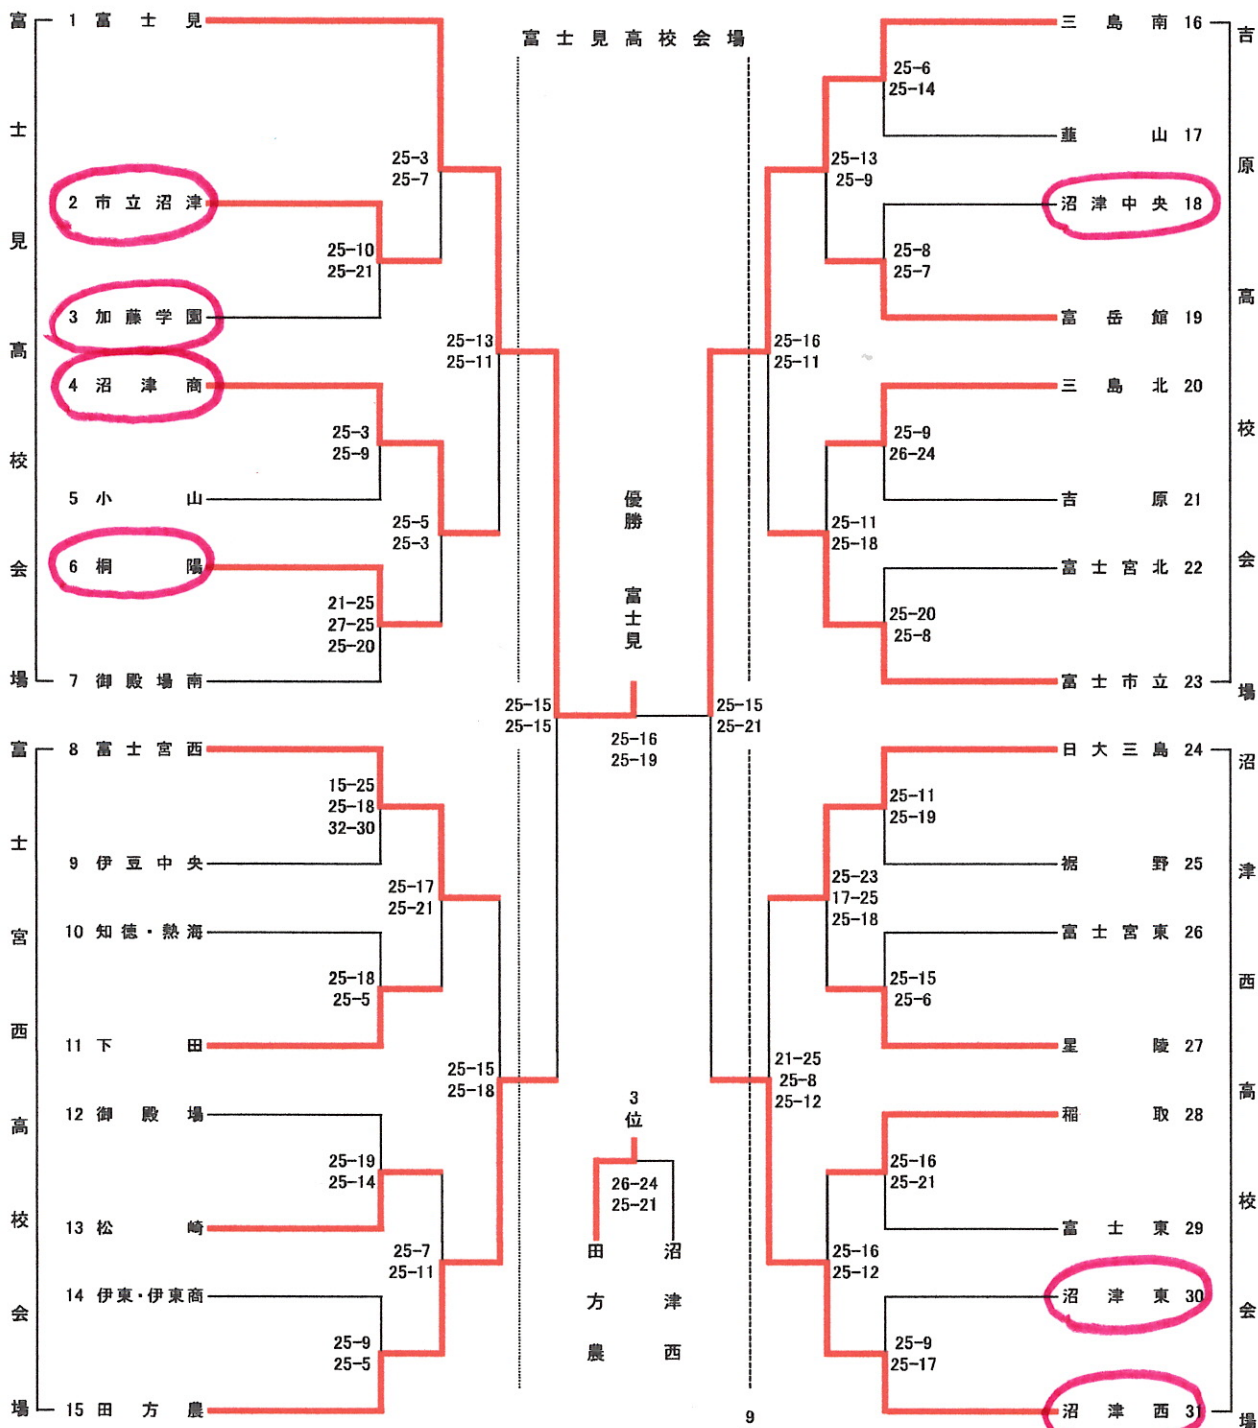 富士見高校会場
富士見高校会場
1 富士見
25-3
25-7
2 市立沼津
25-10
25-21
3 加藤学園
25-13
25-11
4 沼津商
25-3
25-9
5 小山
25-5
25-3
6 桐陽
21-25
27-25
25-20
7 御殿場南
富士宮西高校会場
8 富士宮西
15-25
25-18
32-30
9 伊豆中央
25-17
25-21
10 知徳・熱海
25-18
25-5
11 下田
25-15
25-18
12 御殿場
25-19
25-14
13 松崎
25-7
25-11
14 伊東・伊東商
25-9
25-5
15 田方農
25-15
25-15
優勝 富士見
25-16
25-19
25-15
25-21
3位
26-24
25-21
田方農
沼津西
9
吉原高校会場
三島南 16
25-6
25-14
韮山 17
25-13
25-9
沼津中央 18
25-8
25-7
富岳館 19
25-16
25-11
三島北 20
25-9
26-24
吉原 21
25-11
25-18
富士宮北 22
25-20
25-8
富士市立 23
沼津西高校会場
日大三島 24
25-11
25-19
裾野 25
25-23
17-25
25-18
富士宮東 26
25-15
25-6
星陵 27
21-25
25-8
25-12
稲取 28
25-16
25-21
富士東 29
25-16
25-12
沼津東 30
25-9
25-17
沼津西 31